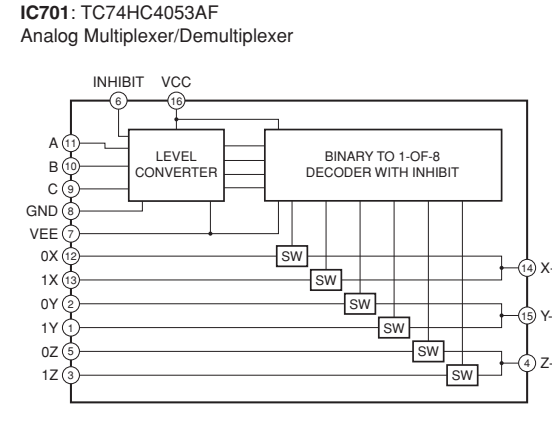 IC701: TC74HC4053AF
Analog Multiplexer/Demultiplexer
INHIBIT VCC
6 16
A 11
B 10
C 9
GND 8
VEE 7
0X 12
1X 13
0Y 2
1Y 1
0Z 5
1Z 3
LEVEL
CONVERTER
BINARY TO 1-OF-8
DECODER WITH INHIBIT
SW
SW
SW
SW
SW
SW
14 X-
15 Y-
4 Z-